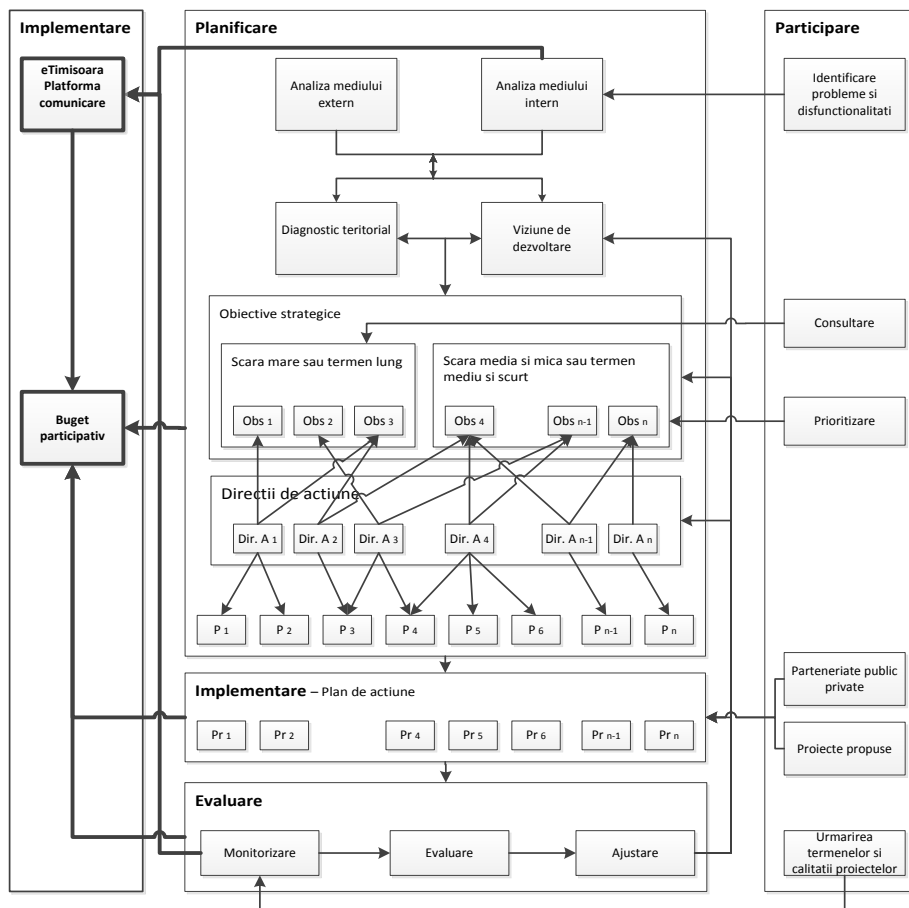 Implementare
eTimisoara
Platforma
comunicare
Buget
participativ
Planificare
Analiza mediului
extern
Analiza mediului
intern
Diagnostic teritorial
Viziune de
dezvoltare
Obiective strategice
Scara mare sau termen lung
Scara media si mica sau termen
mediu si scurt
Obs 1
Obs 2
Obs 3
Obs 4
Obs n-1
Obs n
Directii de actiune
Dir. A 1
Dir. A 2
Dir. A 3
Dir. A 4
Dir. A n-1
Dir. A n
P 1
P 2
P 3
P 4
P 5
P 6
P n-1
P n
Implementare – Plan de actiune
Pr 1
Pr 2
Pr 4
Pr 5
Pr 6
Pr n-1
Pr n
Evaluare
Monitorizare
Evaluare
Ajustare
Participare
Identificare
probleme si
disfunctionalitati
Consultare
Prioritizare
Parteneriate public
private
Proiecte propuse
Urmarirea
termenelor si
calitatii proiectelor